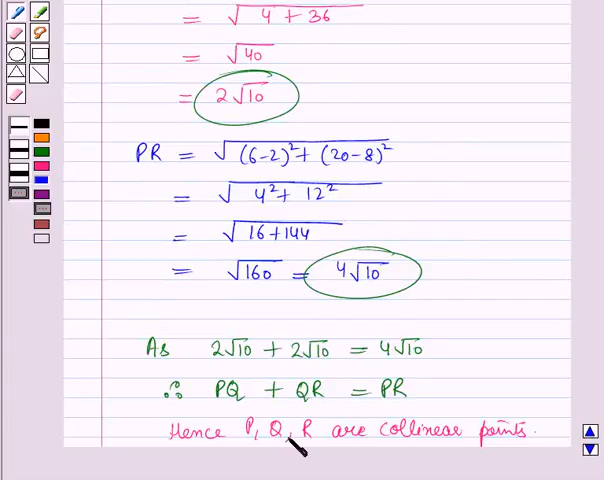 = √4 + 36
= √40
= 2√10
PR = √(6-2)² + (20-8)²
= √4² + 12²
= √16+144
= √160 = 4√10
As 2√10 + 2√10 = 4√10
∴ PQ + QR = PR
Hence P, Q, R are collinear points.